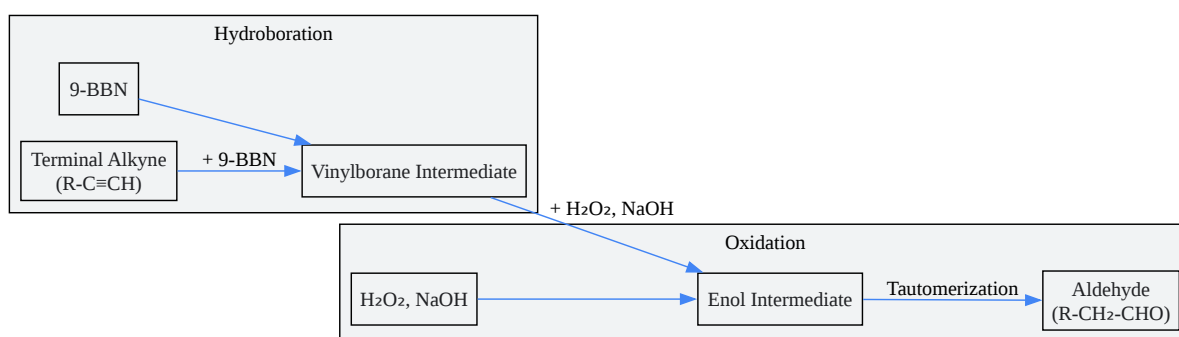 Hydroboration
9-BBN
Terminal Alkyne
(R-C≡CH)
+ 9-BBN
Vinylborane Intermediate
+ H₂O₂, NaOH
Oxidation
H₂O₂, NaOH
Enol Intermediate
Tautomerization
Aldehyde
(R-CH₂-CHO)